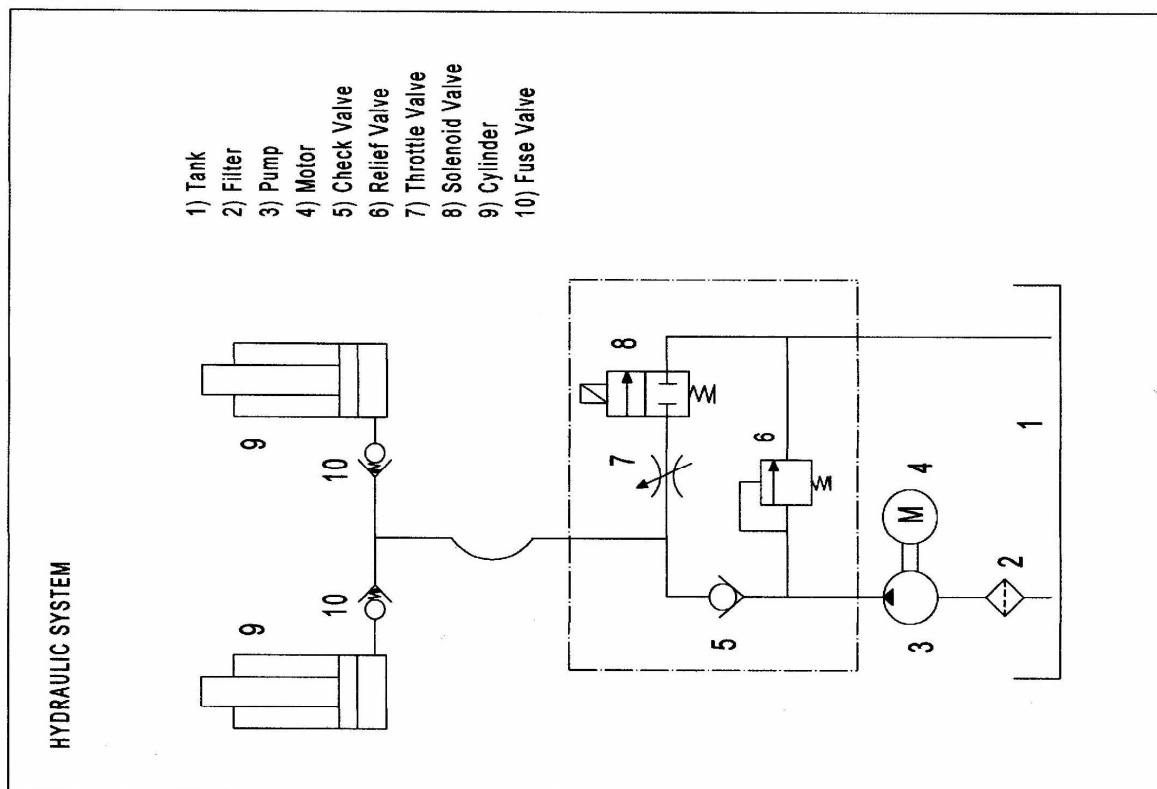 HYDRAULIC SYSTEM
1) Tank
2) Filter
3) Pump
4) Motor
5) Check Valve
6) Relief Valve
7) Throttle Valve
8) Solenoid Valve
9) Cylinder
10) Fuse Valve
9
9
10
10
8
7
6
5
4
M
3
2
1